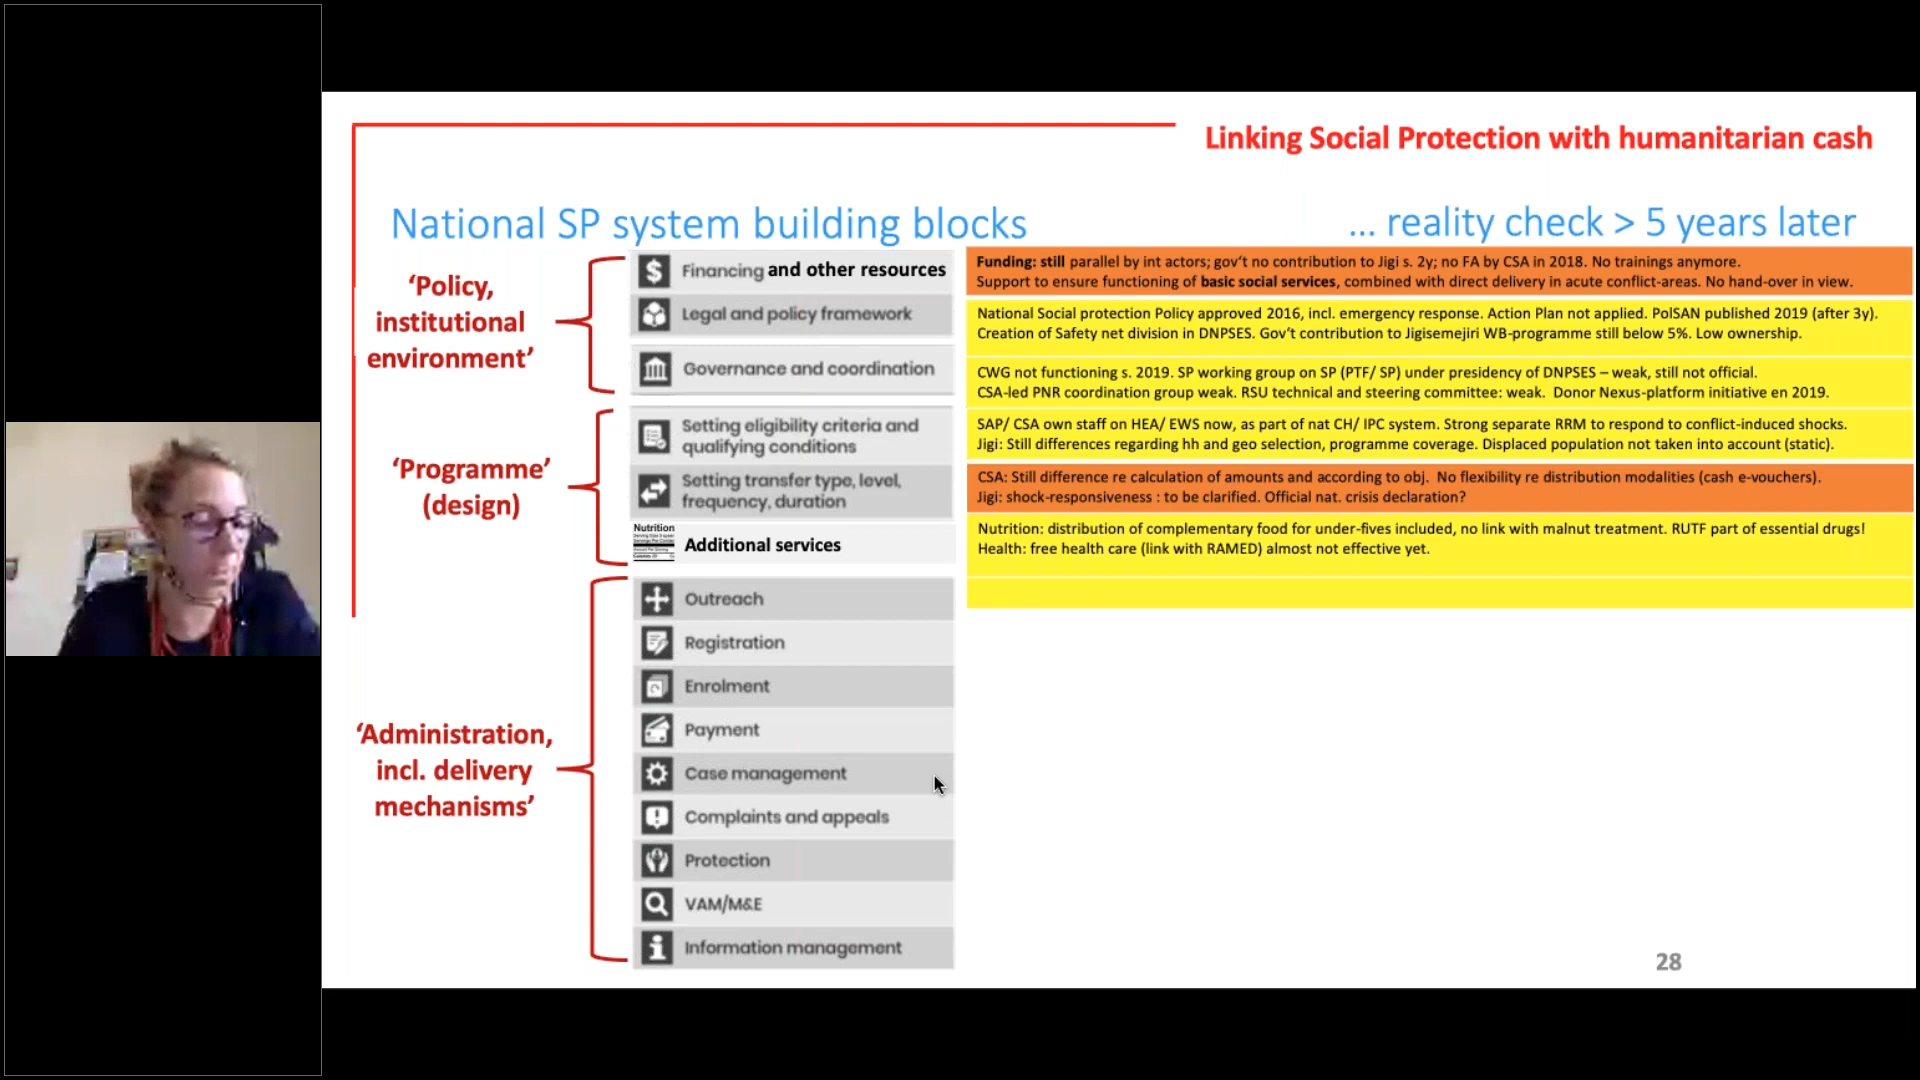 Linking Social Protection with humanitarian cash
National SP system building blocks
... reality check > 5 years later
‘Policy,
institutional
environment’
Financing and other resources
Legal and policy framework
Governance and coordination
Funding: still parallel by int actors; gov’t no contribution to Jigi s. 2y; no FA by CSA in 2018. No trainings anymore.
Support to ensure functioning of basic social services, combined with direct delivery in acute conflict-areas. No hand-over in view.
National Social protection Policy approved 2016, incl. emergency response. Action Plan not applied. PolSAN published 2019 (after 3y).
Creation of Safety net division in DNPSES. Gov’t contribution to Jigisemejiri WB-programme still below 5%. Low ownership.
CWG not functioning s. 2019. SP working group on SP (PTF/ SP) under presidency of DNPSES – weak, still not official.
CSA-led PNR coordination group weak. RSU technical and steering committee: weak.  Donor Nexus-platform initiative en 2019.
‘Programme’
(design)
Setting eligibility criteria and
qualifying conditions
Setting transfer type, level,
frequency, duration
Nutrition
Additional services
SAP/ CSA own staff on HEA/ EWS now, as part of nat CH/ IPC system. Strong separate RRM to respond to conflict-induced shocks.
Jigi: Still differences regarding hh and geo selection, programme coverage. Displaced population not taken into account (static).
CSA: Still difference re calculation of amounts and according to obj.  No flexibility re distribution modalities (cash e-vouchers).
Jigi: shock-responsiveness : to be clarified. Official nat. crisis declaration?
Nutrition: distribution of complementary food for under-fives included, no link with malnut treatment. RUTF part of essential drugs!
Health: free health care (link with RAMED) almost not effective yet.
‘Administration,
incl. delivery
mechanisms’
Outreach
Registration
Enrolment
Payment
Case management
Complaints and appeals
Protection
VAM/M&E
Information management
28